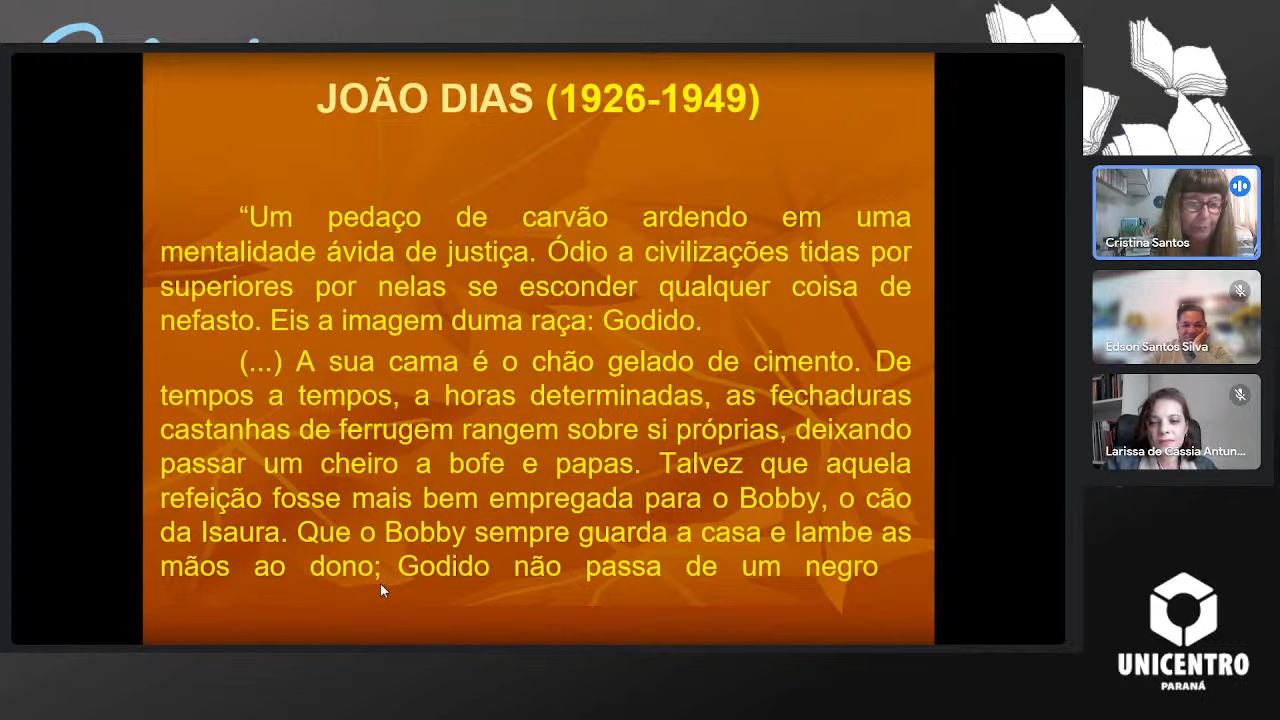 JOÃO DIAS (1926-1949)
“Um pedaço de carvão ardendo em uma
mentalidade ávida de justiça. Ódio a civilizações tidas por
superiores por nelas se esconder qualquer coisa de
nefasto. Eis a imagem duma raça: Godido.
(...) A sua cama é o chão gelado de cimento. De
tempos a tempos, a horas determinadas, as fechaduras
castanhas de ferrugem rangem sobre si próprias, deixando
passar um cheiro a bofe e papas. Talvez que aquela
refeição fosse mais bem empregada para o Bobby, o cão
da Isaura. Que o Bobby sempre guarda a casa e lambe as
mãos ao dono; Godido não passa de um negro
Cristina Santos
Edson Santos Silva
Larissa de Cássia Antun...
UNICENTRO
PARANÁ